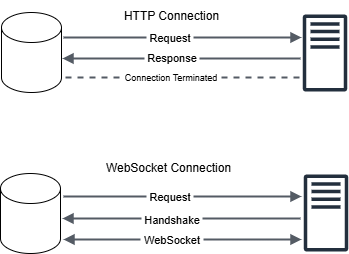 HTTP Connection
Request
Response
Connection Terminated
WebSocket Connection
Request
Handshake
WebSocket